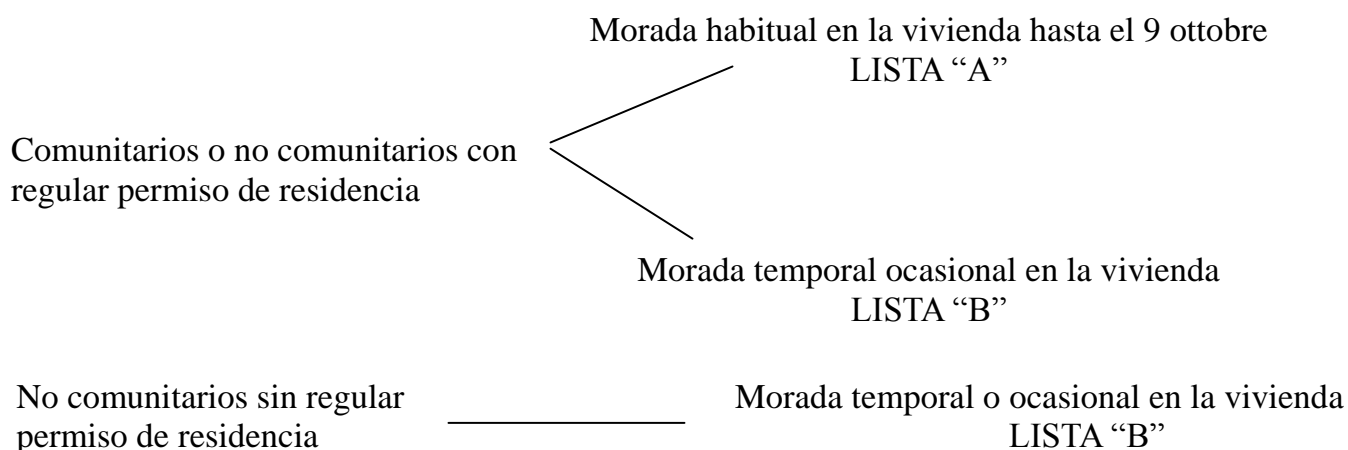 Morada habitual en la vivienda hasta el 9 ottobre
LISTA “A”
Comunitarios o no comunitarios con
regular permiso de residencia
Morada temporal ocasional en la vivienda
LISTA “B”
No comunitarios sin regular
permiso de residencia
Morada temporal o ocasional en la vivienda
LISTA “B”